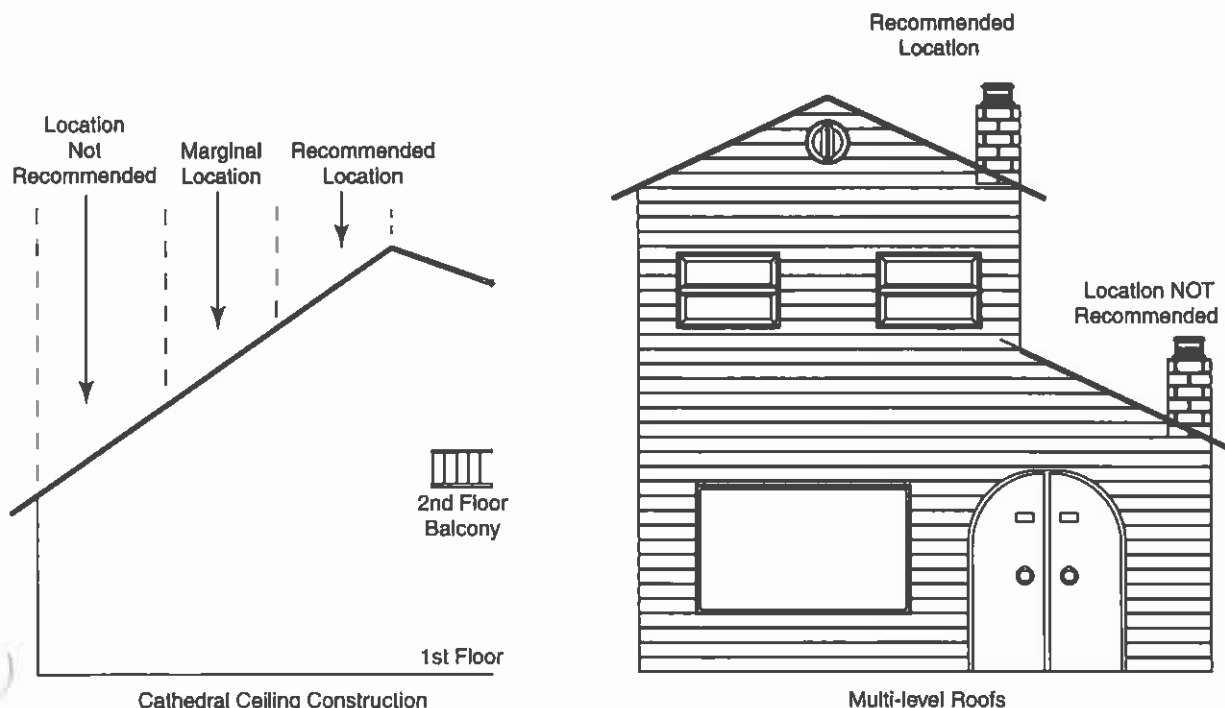 Location
Not
Recommended
Marginal
Location
Recommended
Location
2nd Floor
Balcony
1st Floor
Cathedral Ceiling Construction
Recommended
Location
Location NOT
Recommended
Multi-level Roofs